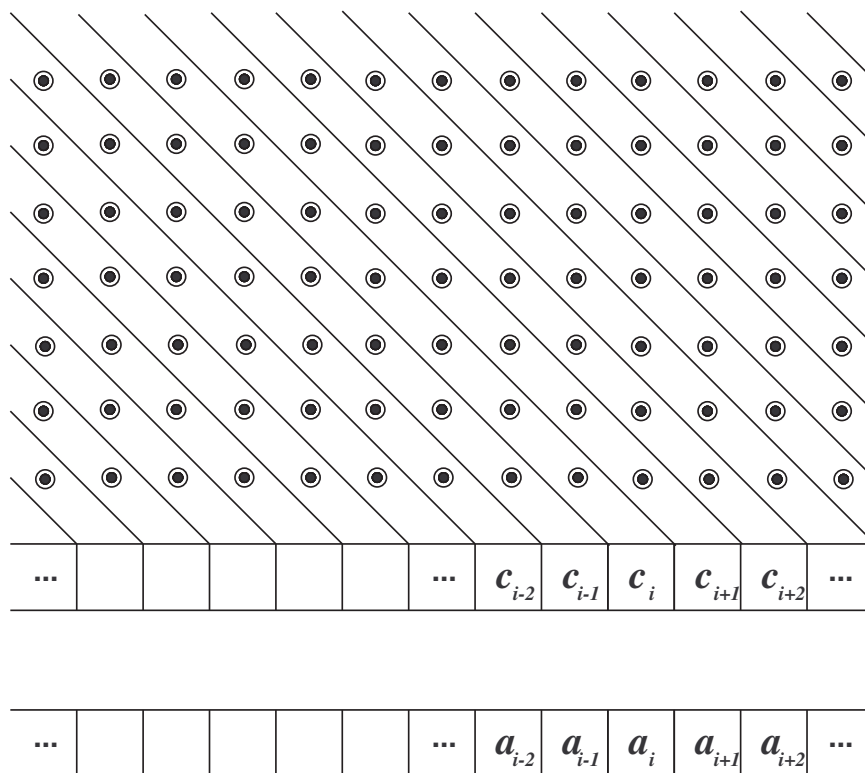 ... ... c_{i-2} c_{i-1} c_i c_{i+1} c_{i+2} ...
... ... a_{i-2} a_{i-1} a_i a_{i+1} a_{i+2} ...